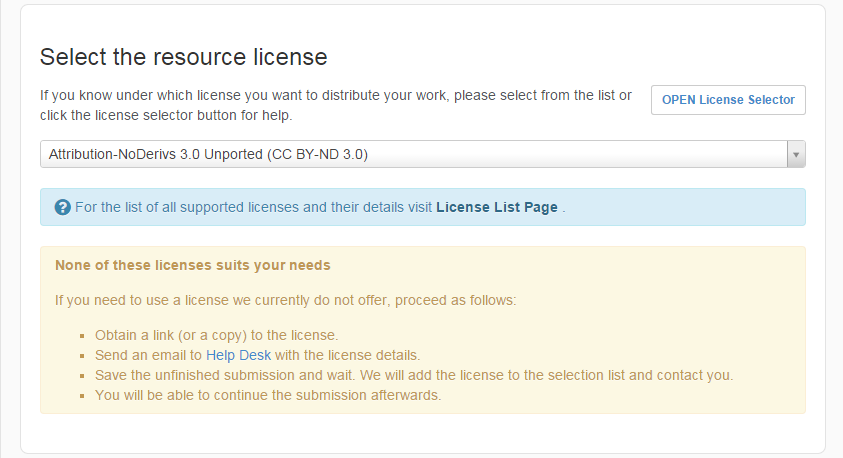 Select the resource license
If you know under which license you want to distribute your work, please select from the list or
click the license selector button for help.
OPEN License Selector
Attribution-NoDerivs 3.0 Unported (CC BY-ND 3.0)
? For the list of all supported licenses and their details visit License List Page .
None of these licenses suits your needs
If you need to use a license we currently do not offer, proceed as follows:
Obtain a link (or a copy) to the license.
Send an email to Help Desk with the license details.
Save the unfinished submission and wait. We will add the license to the selection list and contact you.
You will be able to continue the submission afterwards.